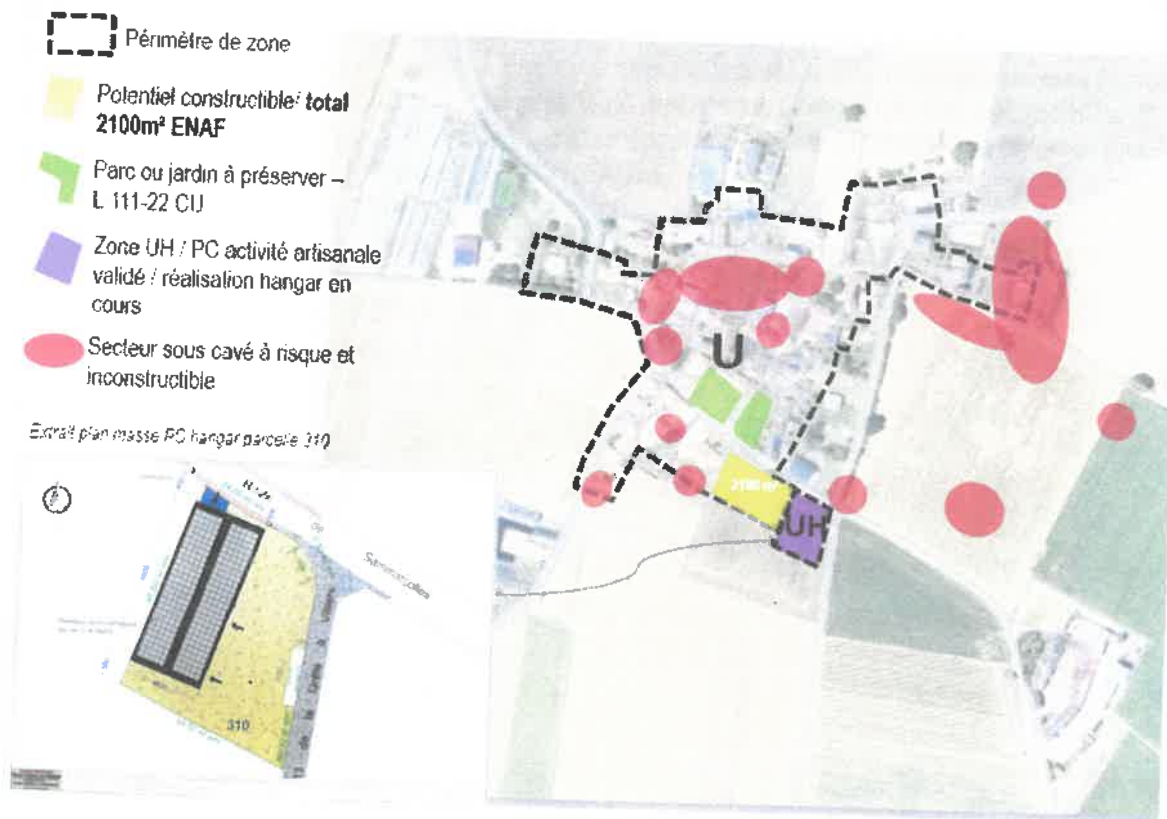 Périmètre de zone
Potentiel constructible/ total
2100m² ENAF
Parc ou jardin à préserver –
L 111-22 CU
Zone UH / PC activité artisanale
validé / réalisation hangar en
cours
Secteur sous cavé à risque et
inconstructible
Extrait plan masse PC hangar parcelle 310
U
2100 m²
UH
310